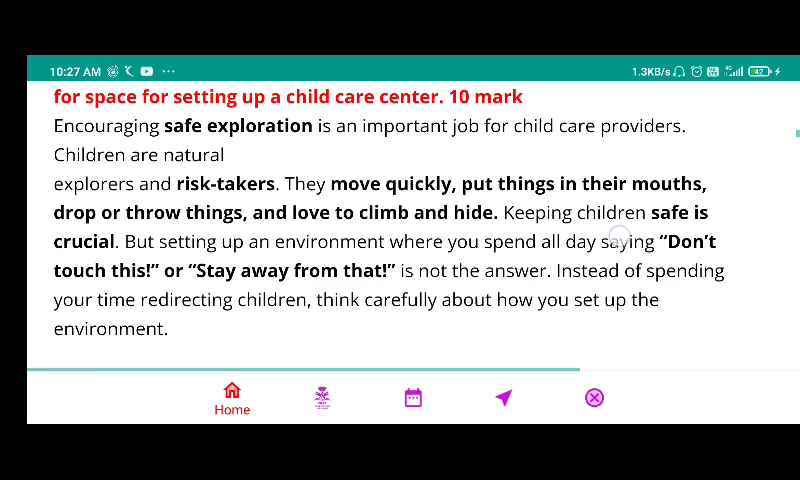 10:27 AM
1.3KB/s
4G
42
for space for setting up a child care center. 10 mark
Encouraging safe exploration is an important job for child care providers.
Children are natural
explorers and risk-takers. They move quickly, put things in their mouths,
drop or throw things, and love to climb and hide. Keeping children safe is
crucial. But setting up an environment where you spend all day saying “Don’t
touch this!” or “Stay away from that!” is not the answer. Instead of spending
your time redirecting children, think carefully about how you set up the
environment.
Home